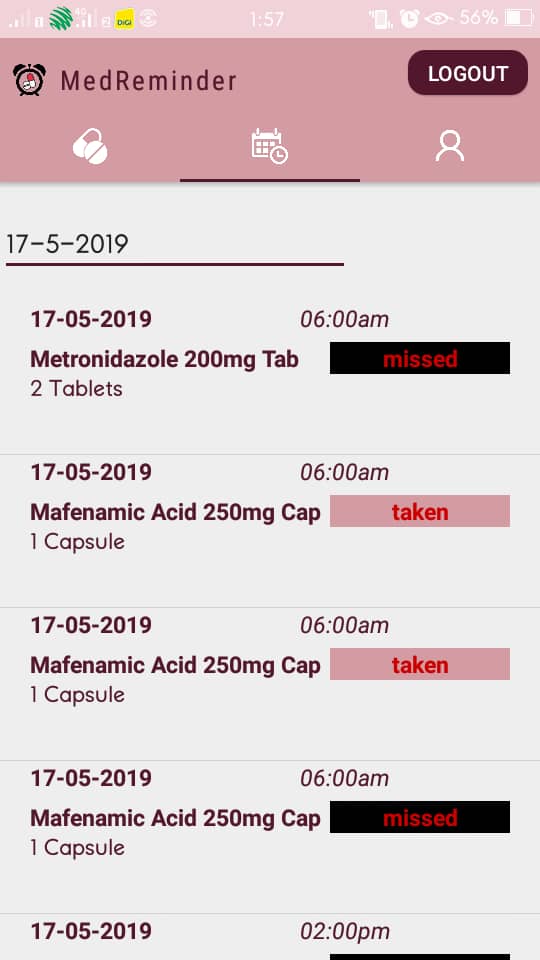 4G
DiGi
1:57
56%
MedReminder
LOGOUT
17-5-2019
17-05-2019 06:00am
Metronidazole 200mg Tab missed
2 Tablets
17-05-2019 06:00am
Mafenamic Acid 250mg Cap taken
1 Capsule
17-05-2019 06:00am
Mafenamic Acid 250mg Cap taken
1 Capsule
17-05-2019 06:00am
Mafenamic Acid 250mg Cap missed
1 Capsule
17-05-2019 02:00pm